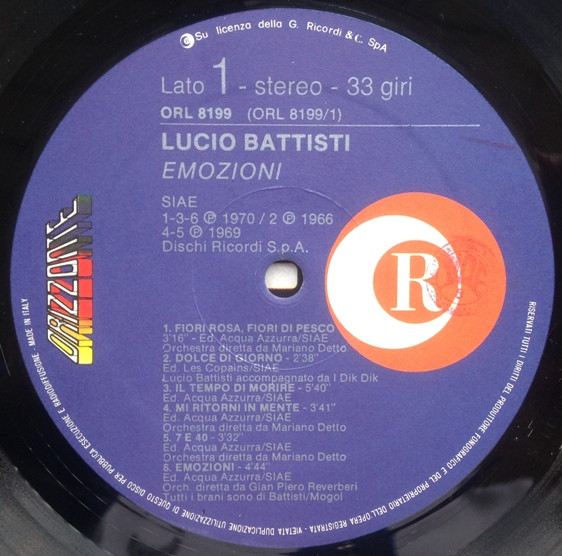 Su licenza della G. Ricordi & C. SpA
Lato 1 - stereo - 33 giri
ORL 8199 (ORL 8199/1)
LUCIO BATTISTI
EMOZIONI
SIAE
1-3-6 Ⓟ 1970 / 2 Ⓟ 1966
4-5 Ⓟ 1969
Dischi Ricordi S.p.A.
ORIZZONTE
R
1. FIORI ROSA, FIORI DI PESCO
3'16" - Ed. Acqua Azzurra/SIAE
Orchestra diretta da Mariano Detto
2. DOLCE DI GIORNO - 2'38"
Ed. Les Copains/SIAE
Lucio Battisti accompagnato da I Dik Dik
3. IL TEMPO DI MORIRE - 5'40"
Ed. Acqua Azzurra/SIAE
4. MI RITORNI IN MENTE - 3'41"
Ed. Acqua Azzurra/SIAE
Orchestra diretta da Mariano Detto
5. 7 E 40 - 3'32"
Ed. Acqua Azzurra/SIAE
Orchestra diretta da Mariano Detto
6. EMOZIONI - 4'44"
Ed. Acqua Azzurra/SIAE
Orch. diretta da Gian Piero Reverberi
Tutti i brani sono di Battisti/Mogol
RISERVATI TUTTI I DIRITTI DEL PRODUTTORE FONOGRAFICO E DEL PROPRIETARIO DELL'OPERA REGISTRATA - VIETATA DUPLICAZIONE UTILIZZAZIONE DI QUESTO DISCO PER PUBBLICA ESECUZIONE E RADIODIFFUSIONE. MADE IN ITALY